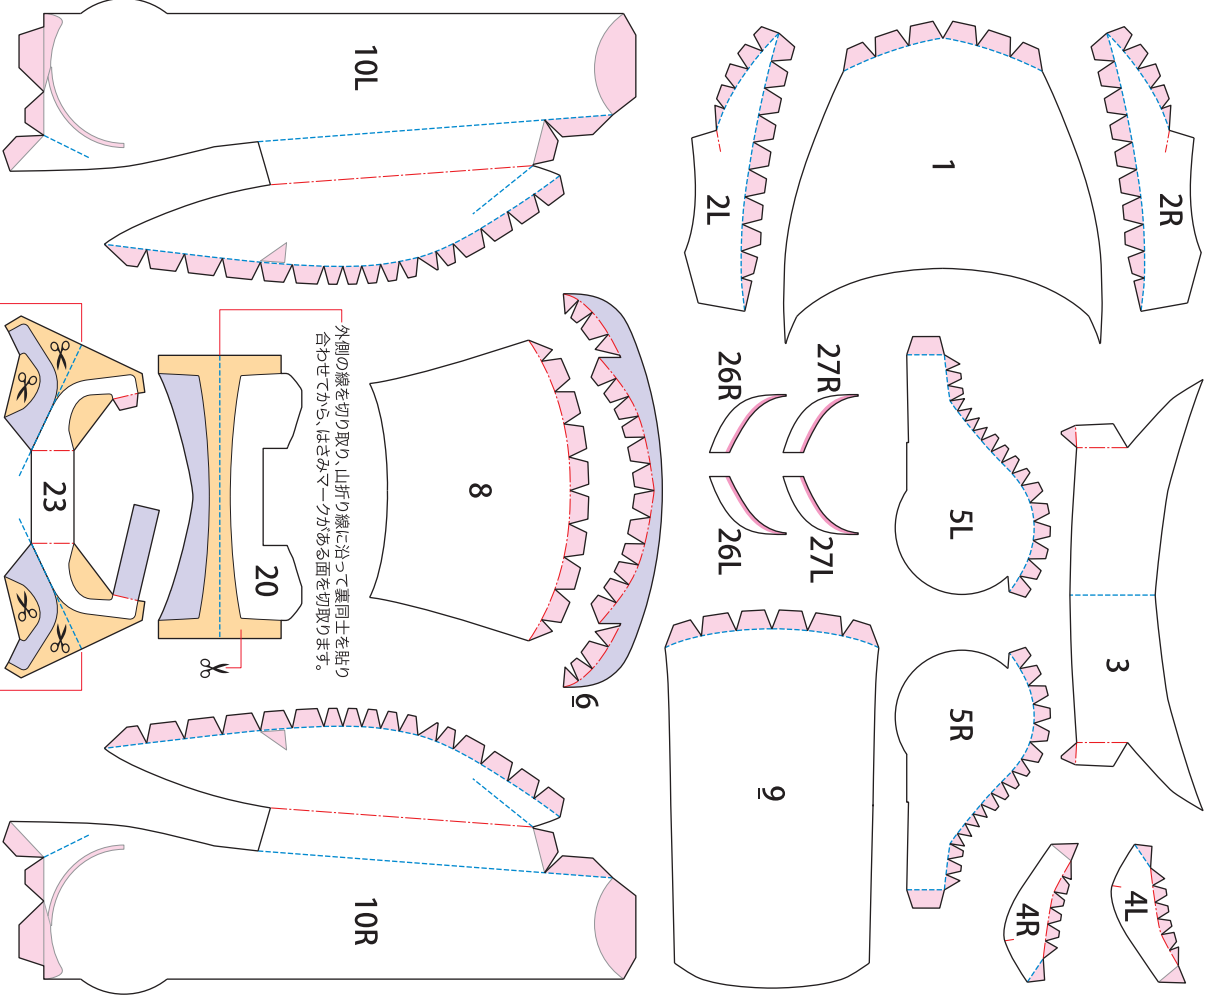 10L
2L
1
2R
外側の線を切り取り、山折り線に沿って裏同士を貼り
合わせてから、はさみマークがある面を切取ります。
26R
27R
23
20
8
26L
27L
5L
6
3
9
5R
10R
4R
4L